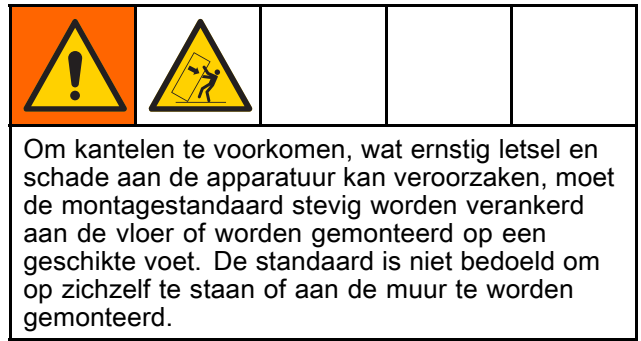 Om kantelen te voorkomen, wat ernstig letsel en
schade aan de apparatuur kan veroorzaken, moet
de montagestandaard stevig worden verankerd
aan de vloer of worden gemonteerd op een
geschikte voet. De standaard is niet bedoeld om
op zichzelf te staan of aan de muur te worden
gemonteerd.